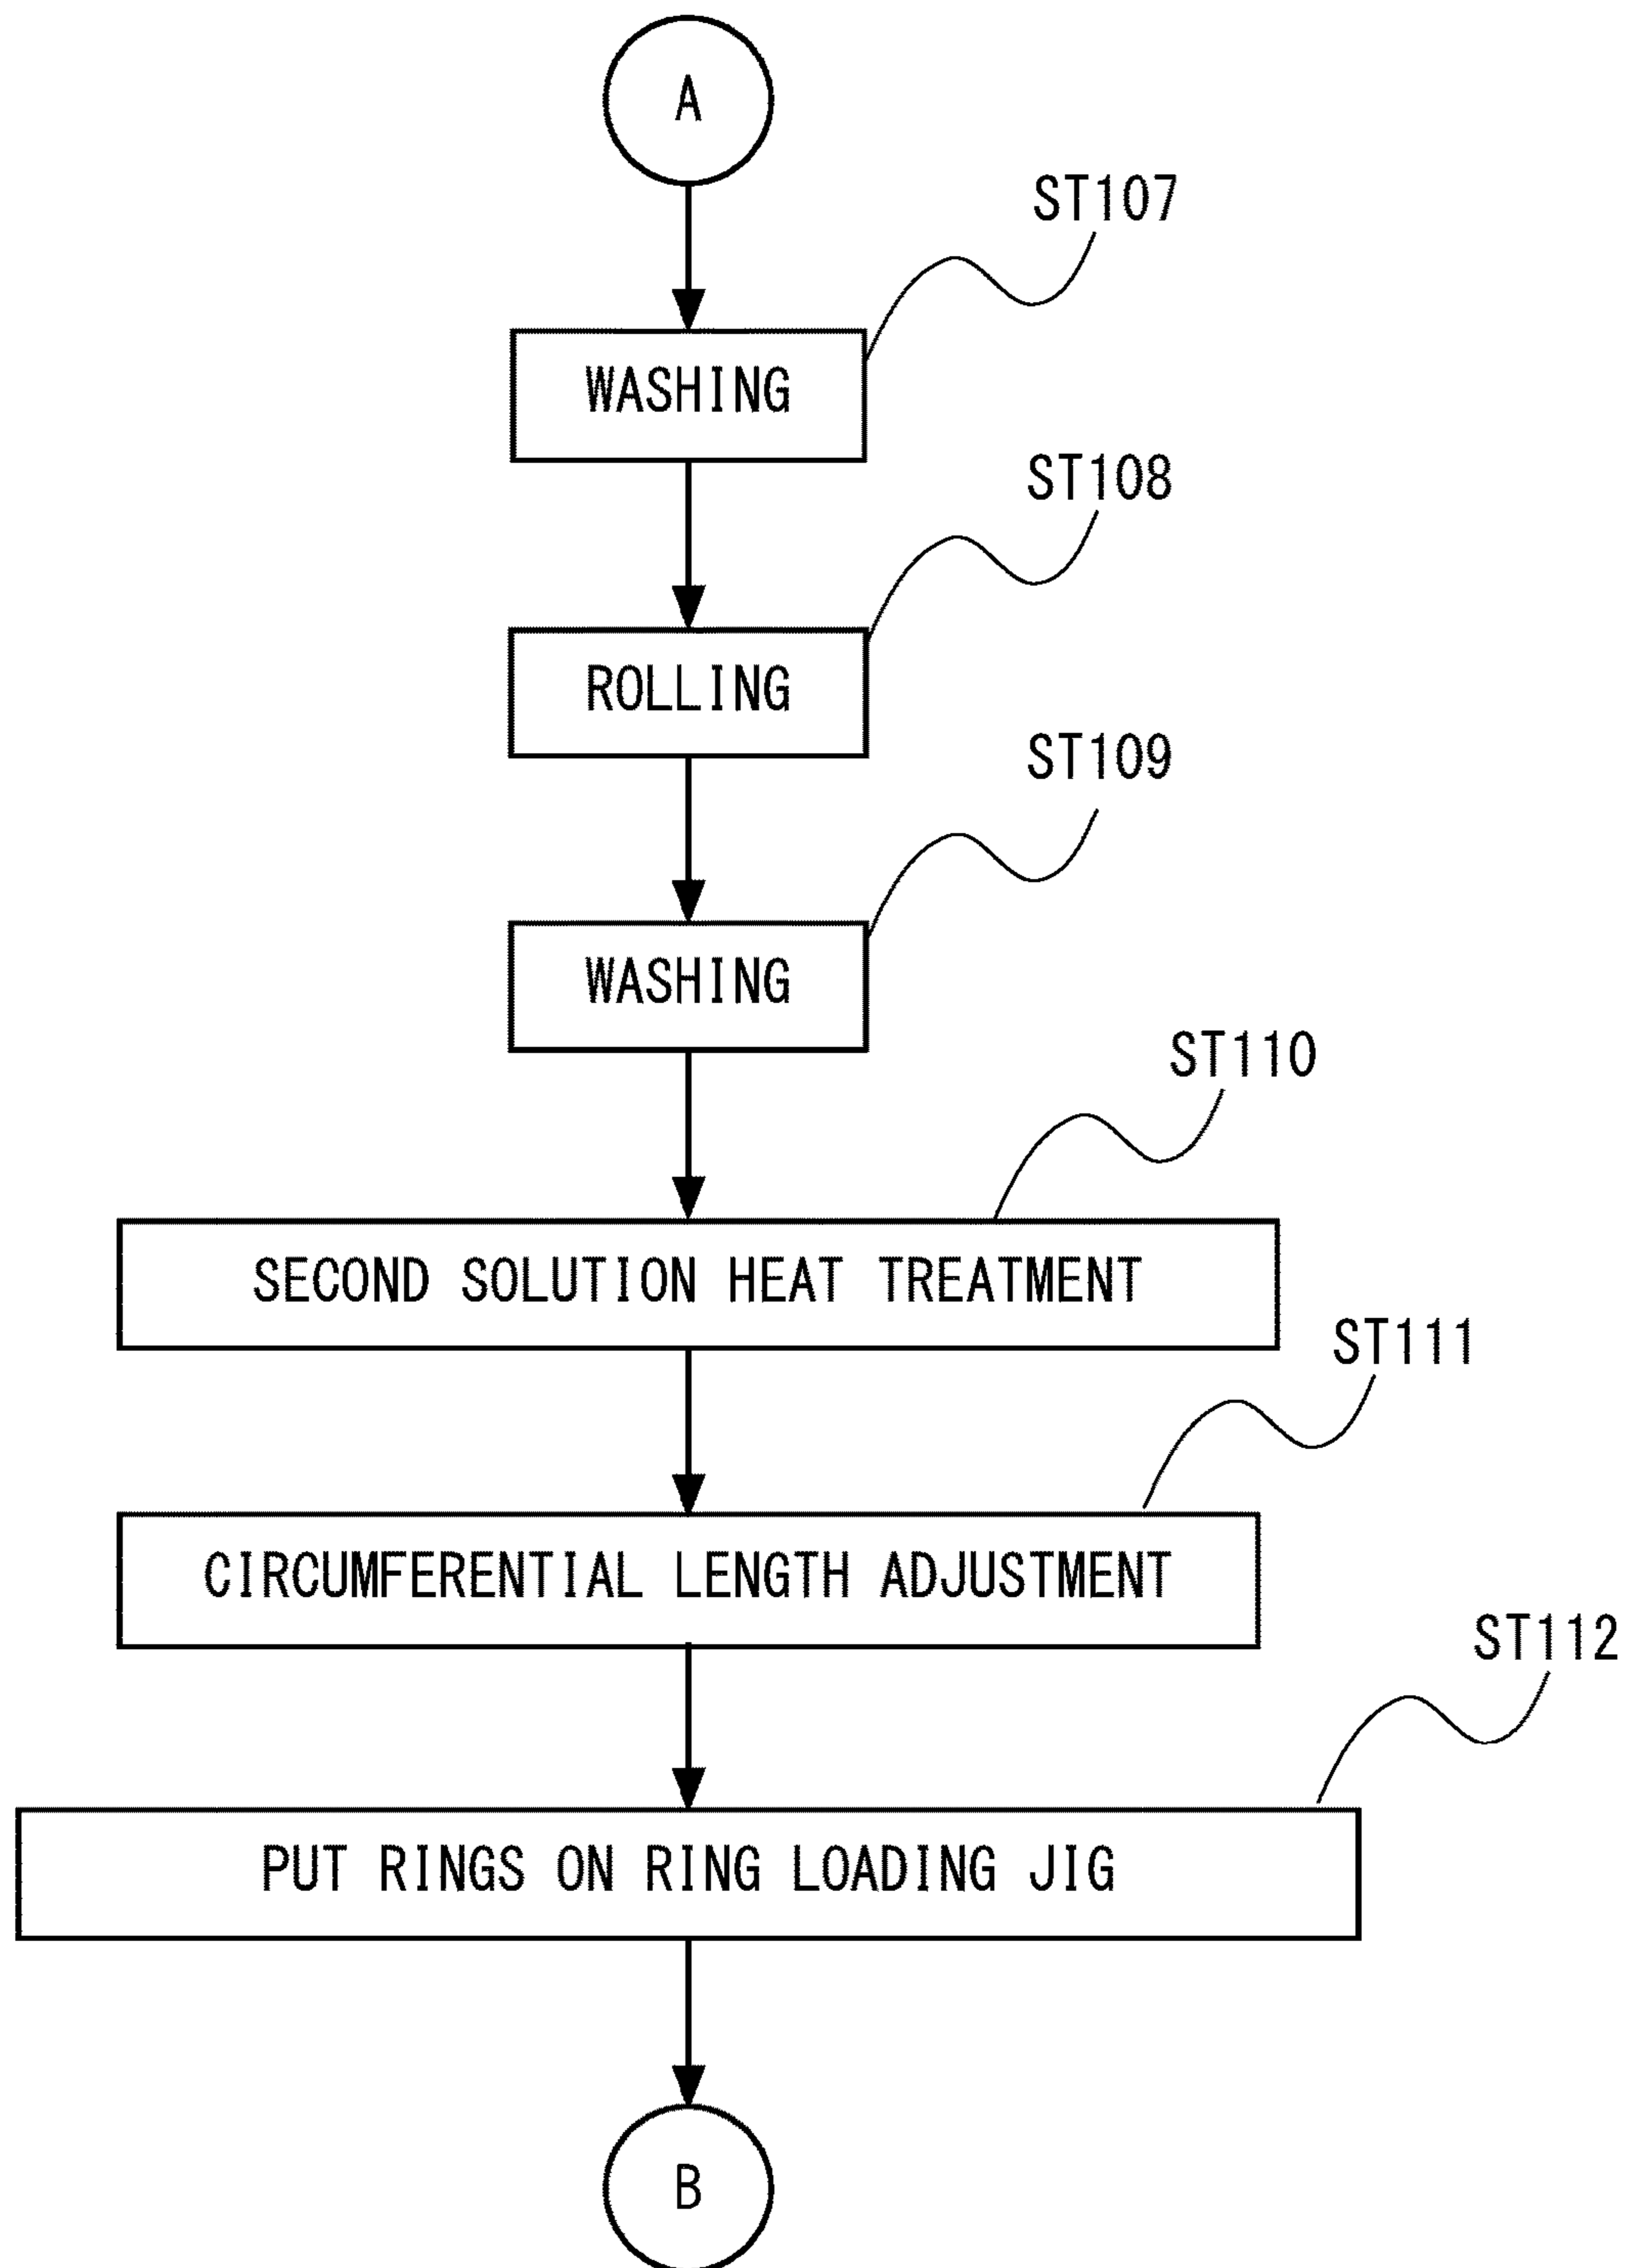 A
ST107
WASHING
ST108
ROLLING
ST109
WASHING
ST110
SECOND SOLUTION HEAT TREATMENT
ST111
CIRCUMFERENTIAL LENGTH ADJUSTMENT
ST112
PUT RINGS ON RING LOADING JIG
B